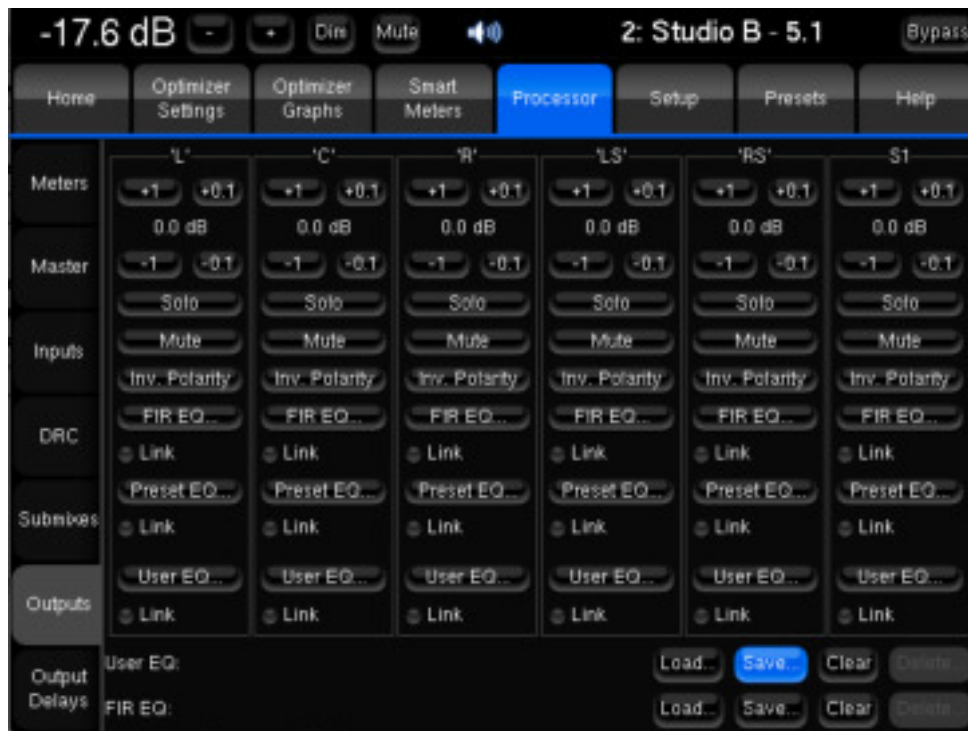 -17.6 dB - + Dim Mute 2: Studio B - 5.1 Bypass
Home Optimizer Settings Optimizer Graphs Smart Meters Processor Setup Presets Help
Meters
Master
Inputs
DRC
Submixes
Outputs
Output Delays
'L' 'C' 'R' 'LS' 'RS' S1
+1 +0.1 +1 +0.1 +1 +0.1 +1 +0.1 +1 +0.1 +1 +0.1
0.0 dB 0.0 dB 0.0 dB 0.0 dB 0.0 dB 0.0 dB
-1 -0.1 -1 -0.1 -1 -0.1 -1 -0.1 -1 -0.1 -1 -0.1
Solo Solo Solo Solo Solo Solo
Mute Mute Mute Mute Mute Mute
Inv. Polarity Inv. Polarity Inv. Polarity Inv. Polarity Inv. Polarity Inv. Polarity
FIR EQ... FIR EQ... FIR EQ... FIR EQ... FIR EQ... FIR EQ...
Link Link Link Link Link Link
Preset EQ... Preset EQ... Preset EQ... Preset EQ... Preset EQ... Preset EQ...
Link Link Link Link Link Link
User EQ... User EQ... User EQ... User EQ... User EQ... User EQ...
Link Link Link Link Link Link
User EQ: Load... Save... Clear Delete...
FIR EQ: Load... Save... Clear Delete...